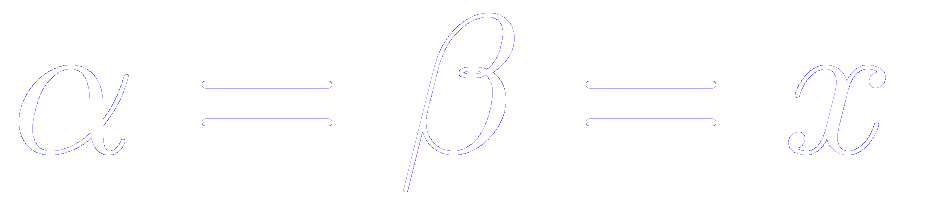 α = β = x